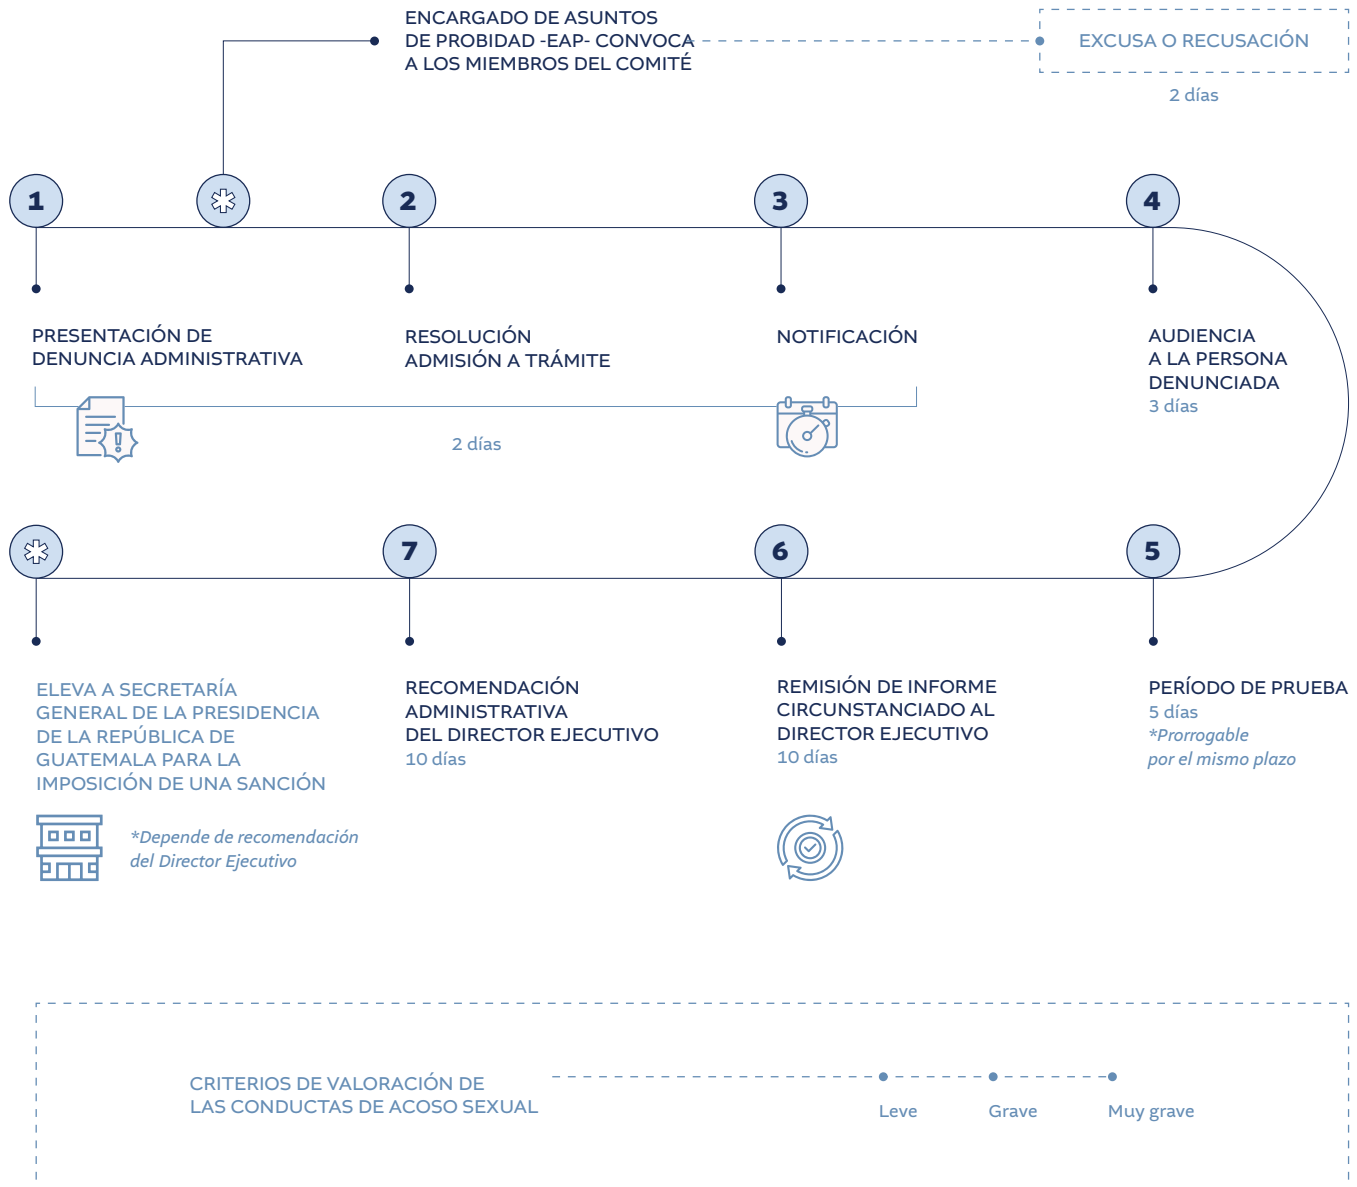 ENCARGADO DE ASUNTOS
DE PROBIDAD -EAP- CONVOCA
A LOS MIEMBROS DEL COMITÉ
EXCUSA O RECUSACIÓN
2 días
1
*
2
3
4
PRESENTACIÓN DE
DENUNCIA ADMINISTRATIVA
RESOLUCIÓN
ADMISIÓN A TRÁMITE
NOTIFICACIÓN
AUDIENCIA
A LA PERSONA
DENUNCIADA
3 días
2 días
*
7
6
5
ELEVA A SECRETARÍA
GENERAL DE LA PRESIDENCIA
DE LA REPÚBLICA DE
GUATEMALA PARA LA
IMPOSICIÓN DE UNA SANCIÓN
*Depende de recomendación
del Director Ejecutivo
RECOMENDACIÓN
ADMINISTRATIVA
DEL DIRECTOR EJECUTIVO
10 días
REMISIÓN DE INFORME
CIRCUNSTANCIADO AL
DIRECTOR EJECUTIVO
10 días
PERÍODO DE PRUEBA
5 días
*Prorrogable
por el mismo plazo
CRITERIOS DE VALORACIÓN DE
LAS CONDUCTAS DE ACOSO SEXUAL
Leve
Grave
Muy grave